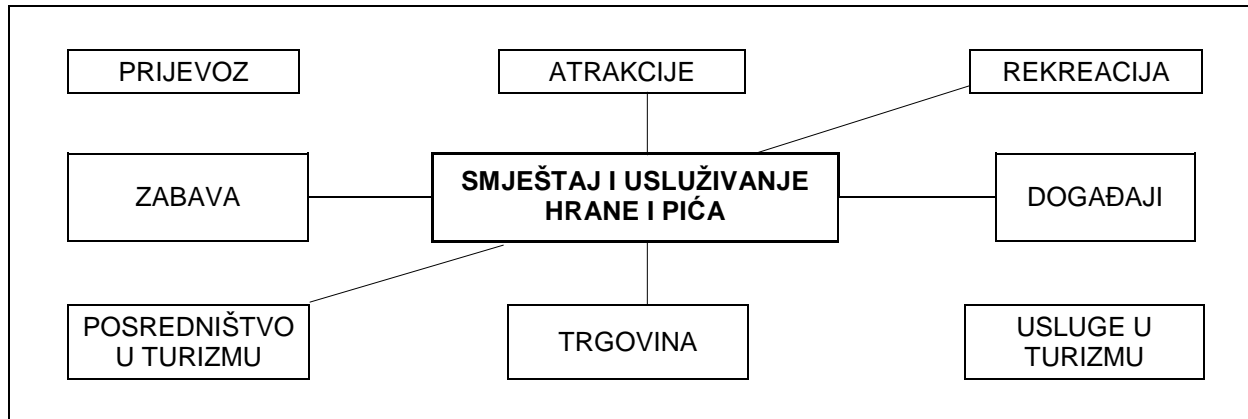 PRIJEVOZ
ATRAKCIJE
REKREACIJA
ZABAVA
SMJEŠTAJ I USLUŽIVANJE
HRANE I PIĆA
DOGAĐAJI
POSREDNIŠTVO
U TURIZMU
TRGOVINA
USLUGE U
TURIZMU